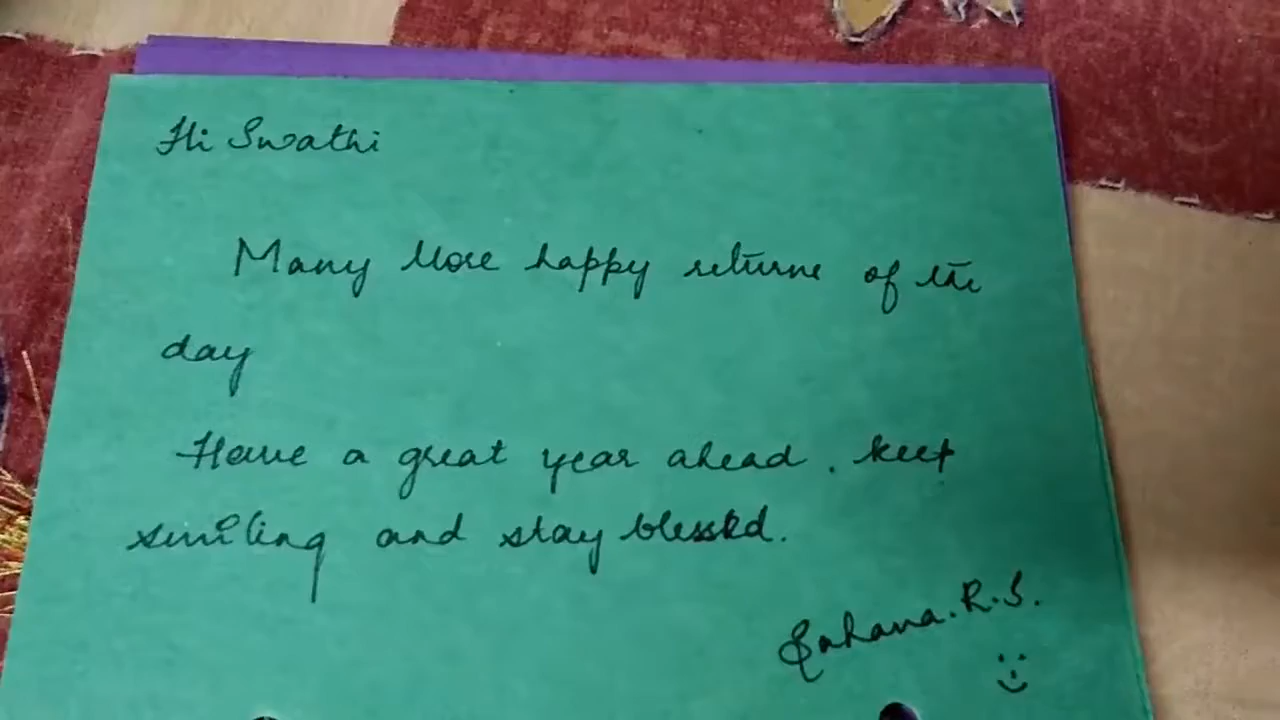 Hi Swathi
Many More happy returns of the
day
Have a great year ahead. keep
smiling and stay blessed.
Sahana.R.S.